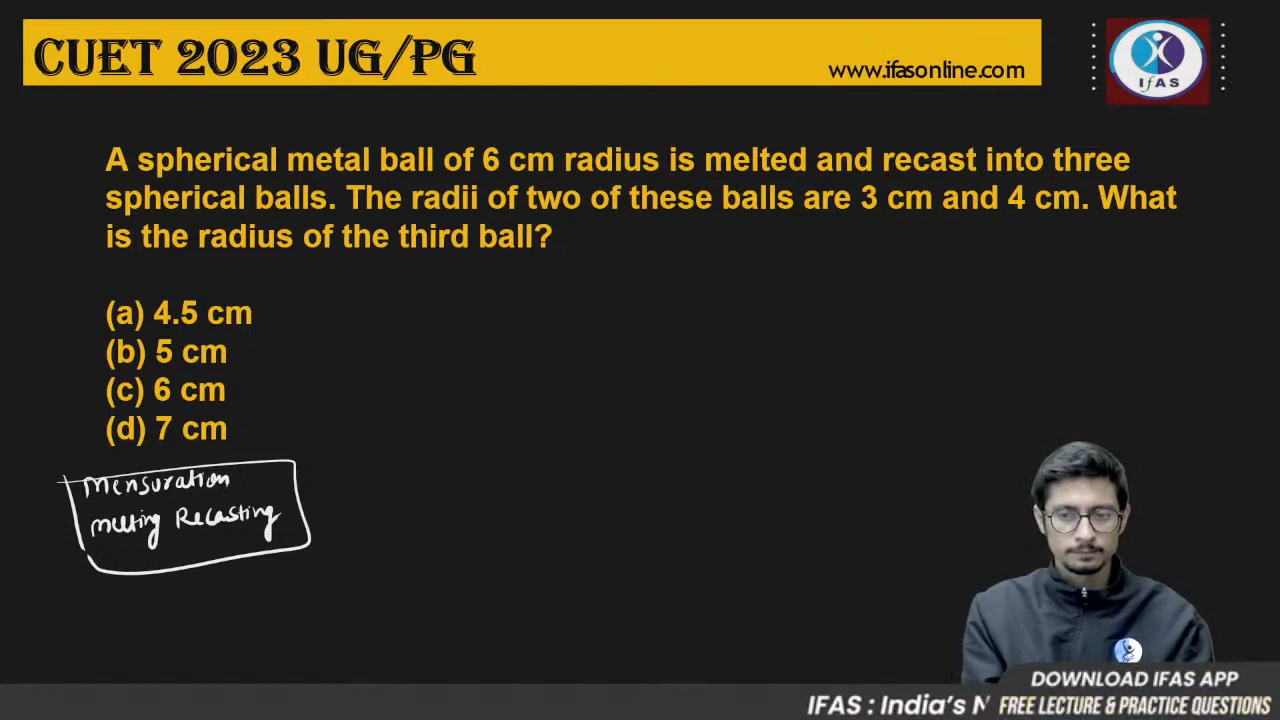 CUET 2023 UG/PG
www.ifasonline.com
IfAS
A spherical metal ball of 6 cm radius is melted and recast into three
spherical balls. The radii of two of these balls are 3 cm and 4 cm. What
is the radius of the third ball?
(a) 4.5 cm
(b) 5 cm
(c) 6 cm
(d) 7 cm
Mensuration
Melting Recasting
DOWNLOAD IFAS APP
IFAS : India's N
FREE LECTURE & PRACTICE QUESTIONS